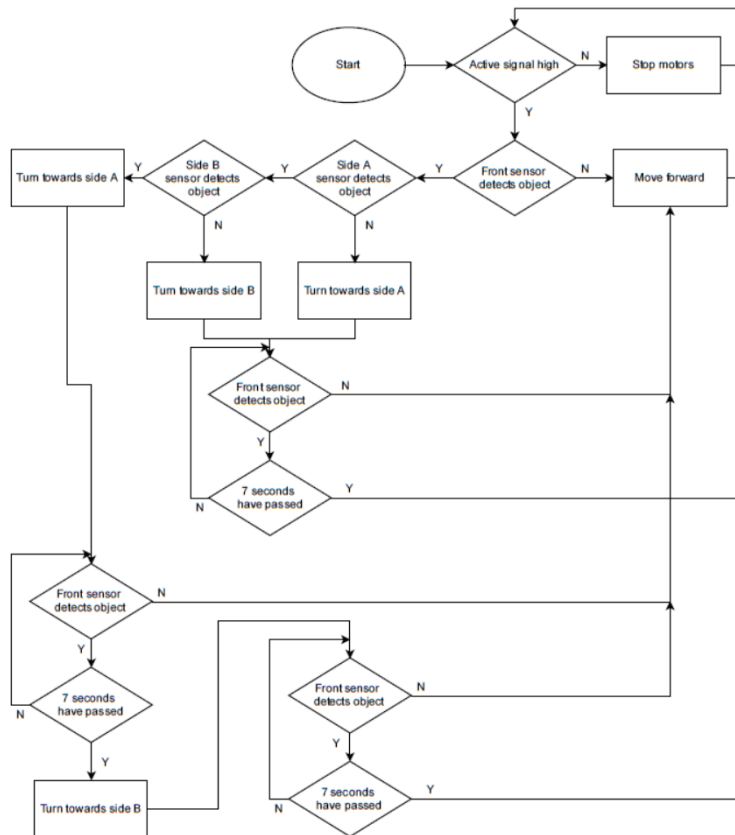 Start
Active signal high
N
Stop motors
Y
Turn towards side A
Y
Side B
sensor detects
object
Y
Side A
sensor detects
object
Y
Front sensor
detects object
N
Move forward
N
N
Turn towards side B
Turn towards side A
Front sensor
detects object
N
Y
7 seconds
have passed
N
Y
Front sensor
detects object
N
Y
7 seconds
have passed
N
Y
Turn towards side B
Front sensor
detects object
N
Y
7 seconds
have passed
N
Y